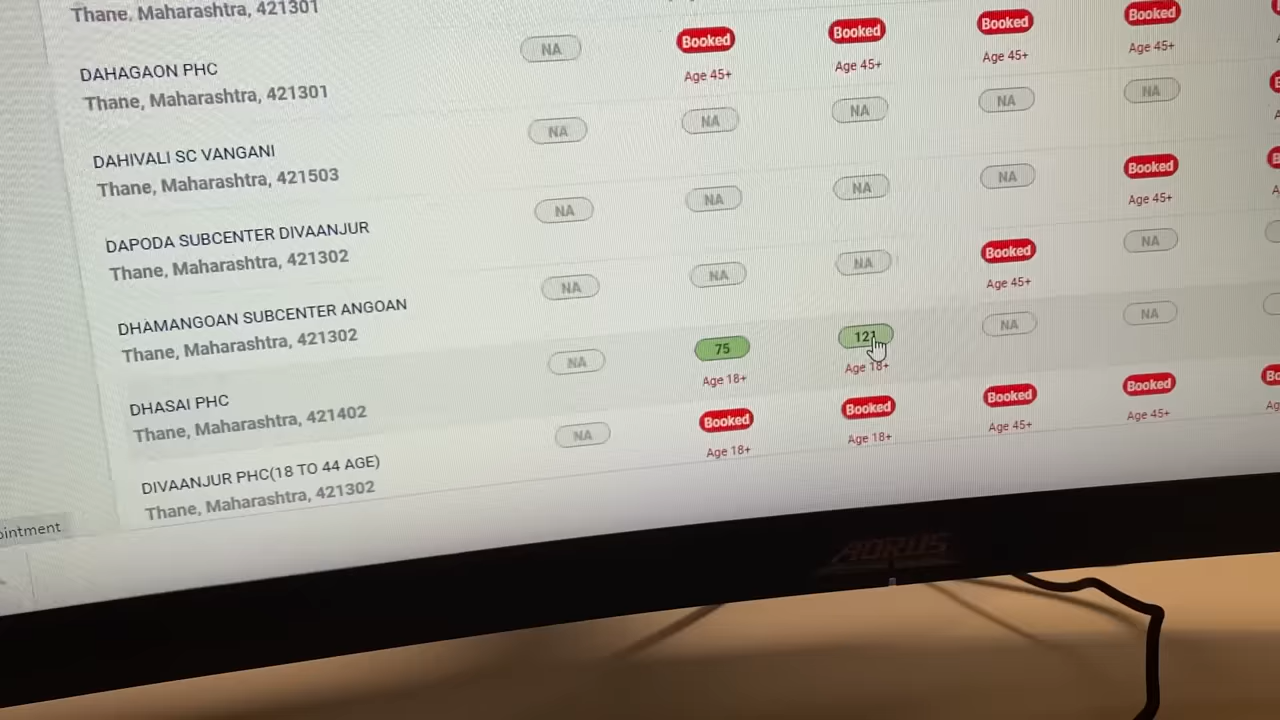 Thane, Maharashtra, 421301
NA Booked Booked Booked Booked
DAHAGAON PHC
Age 45+ Age 45+ Age 45+ Age 45+
Thane, Maharashtra, 421301
NA NA NA NA NA
DAHIVALI SC VANGANI
Thane, Maharashtra, 421503
NA NA NA NA Booked
Age 45+
DAPODA SUBCENTER DIVAANJUR
Thane, Maharashtra, 421302
NA NA NA Booked NA
Age 45+
DHAMANGOAN SUBCENTER ANGOAN
Thane, Maharashtra, 421302
NA 75 121 NA NA
Age 18+ Age 18+
DHASAI PHC
Thane, Maharashtra, 421402
NA Booked Booked Booked Booked
Age 18+ Age 18+ Age 45+ Age 45+
DIVAANJUR PHC(18 TO 44 AGE)
Thane, Maharashtra, 421302
ointment
AORUS